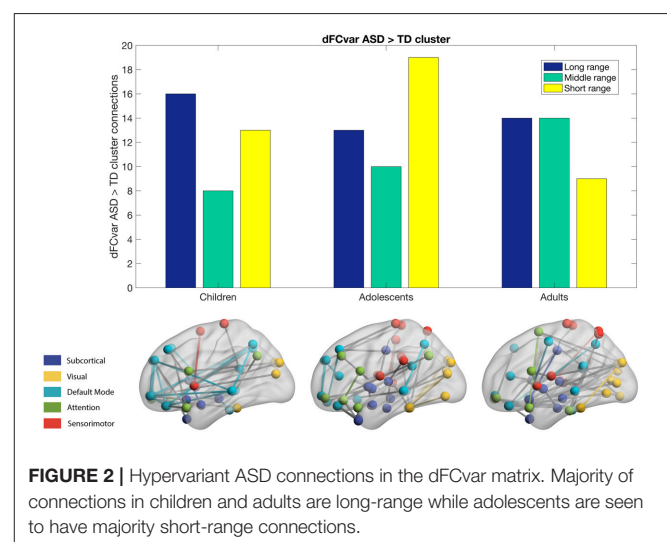 dFCvar ASD > TD cluster
dFCvar ASD > TD cluster connections
20
18
16
14
12
10
8
6
4
2
0
Long range
Middle range
Short range
Children Adolescents Adults
Subcortical
Visual
Default Mode
Attention
Sensorimotor
FIGURE 2 | Hypervariant ASD connections in the dFCvar matrix. Majority of
connections in children and adults are long-range while adolescents are seen
to have majority short-range connections.